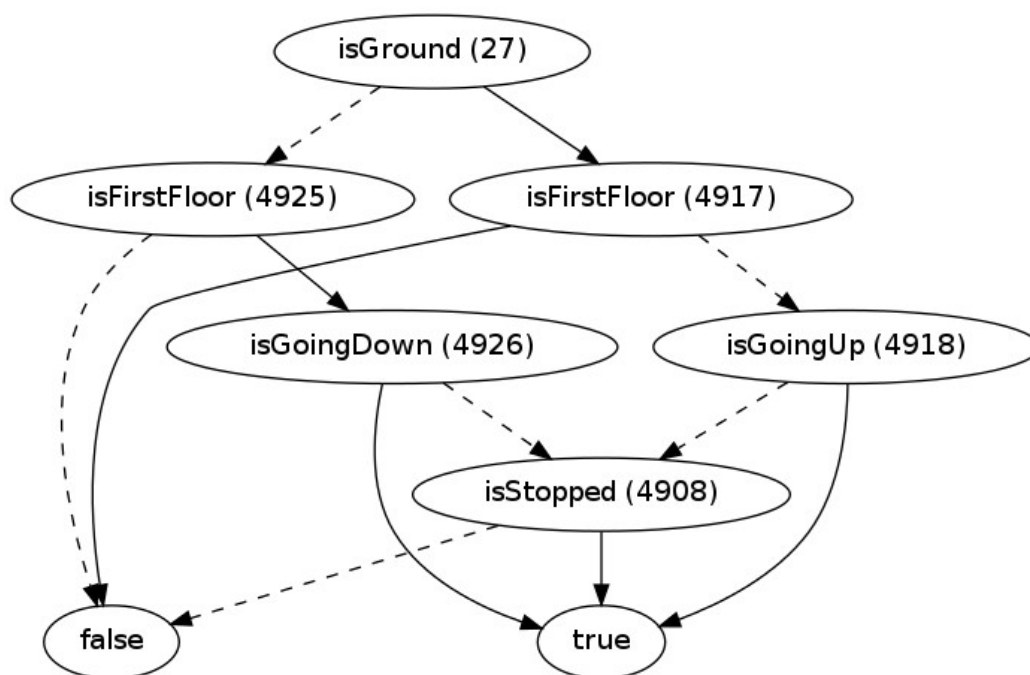 isGround (27)
isFirstFloor (4925)
isFirstFloor (4917)
isGoingDown (4926)
isGoingUp (4918)
isStopped (4908)
false
true